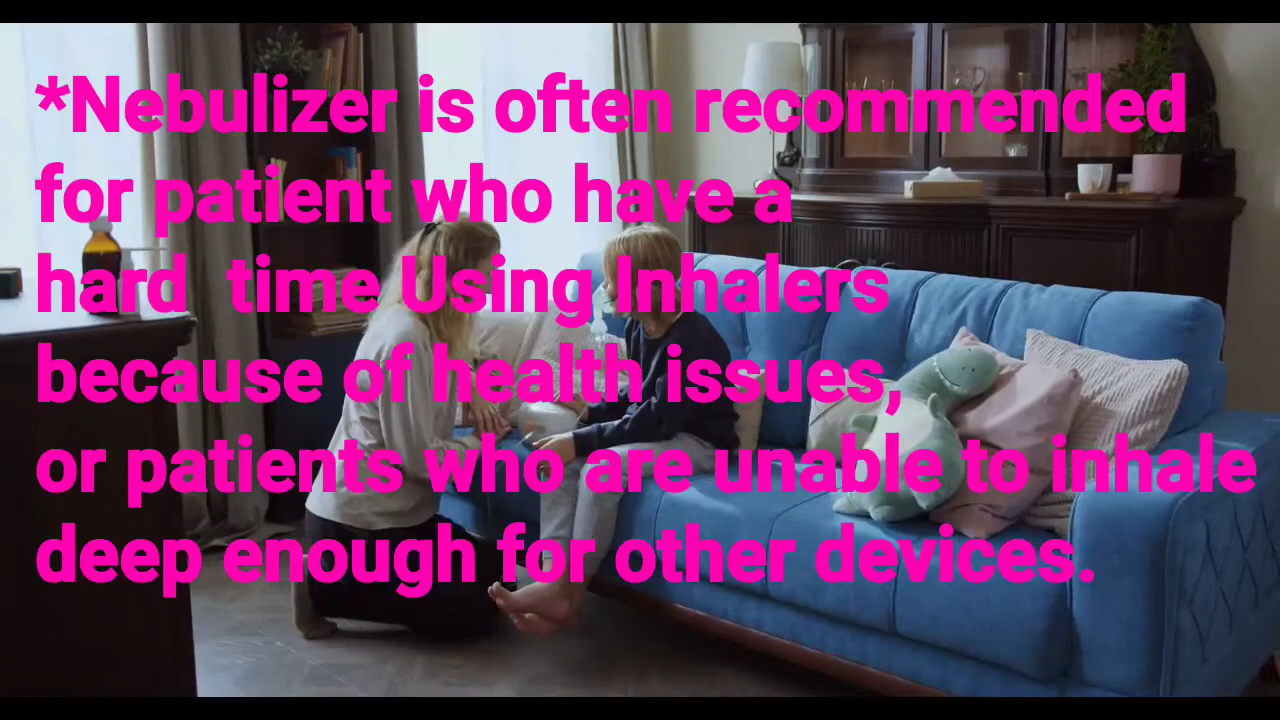 *Nebulizer is often recommended
for patient who have a
hard  time Using Inhalers
because of health issues,
or patients who are unable to inhale
deep enough for other devices.